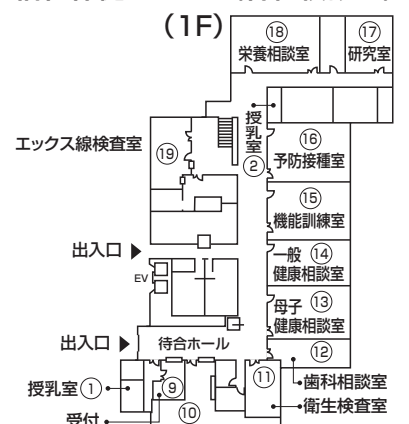 (1F)
⑱
栄養相談室
⑰
研究室
授乳室
②
エックス線検査室
⑲
⑯
予防接種室
⑮
機能訓練室
出入口
一般 ⑭
健康相談室
EV
母子 ⑬
健康相談室
出入口
待合ホール
⑫
歯科相談室
授乳室 ①
⑨
⑪
衛生検査室
受付
⑩